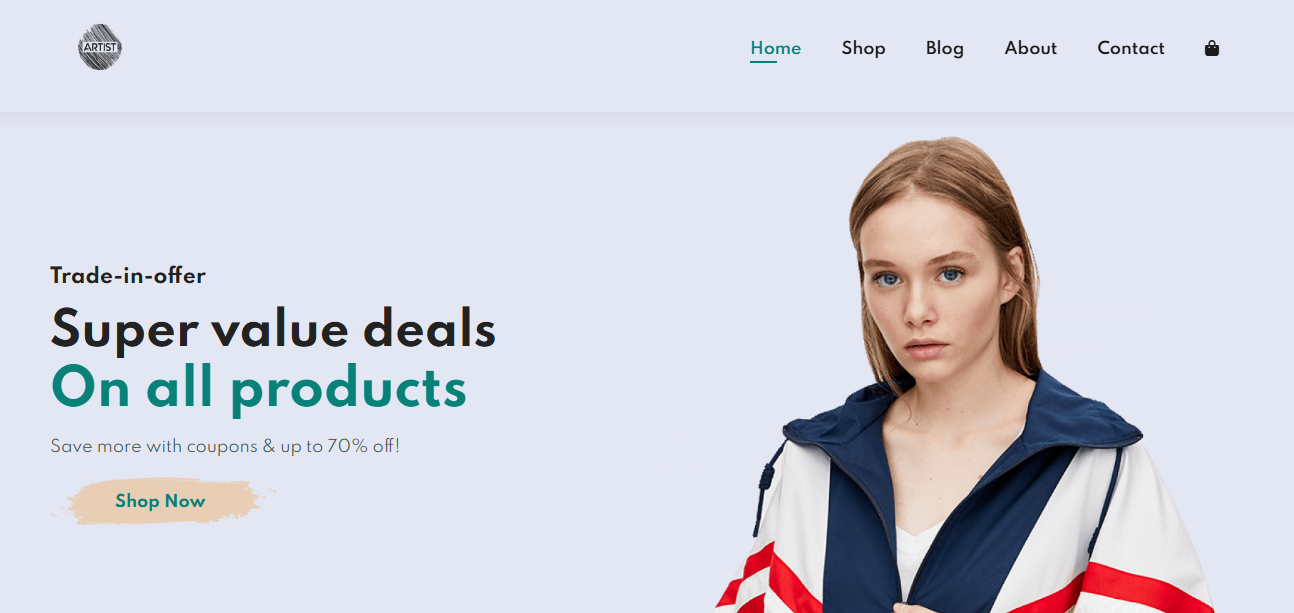 ARTIST
Home Shop Blog About Contact
Trade-in-offer
Super value deals
On all products
Save more with coupons & up to 70% off!
Shop Now